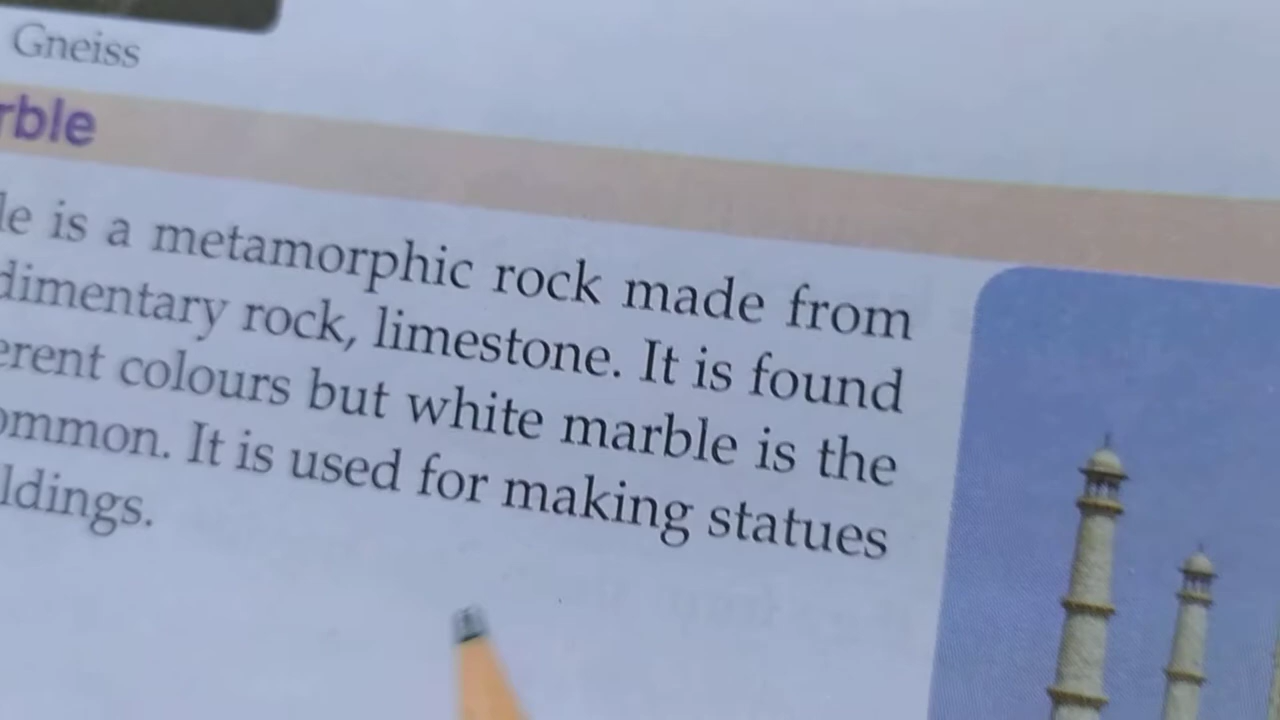 Gneiss
rble
le is a metamorphic rock made from
dimentary rock, limestone. It is found
erent colours but white marble is the
ommon. It is used for making statues
ldings.